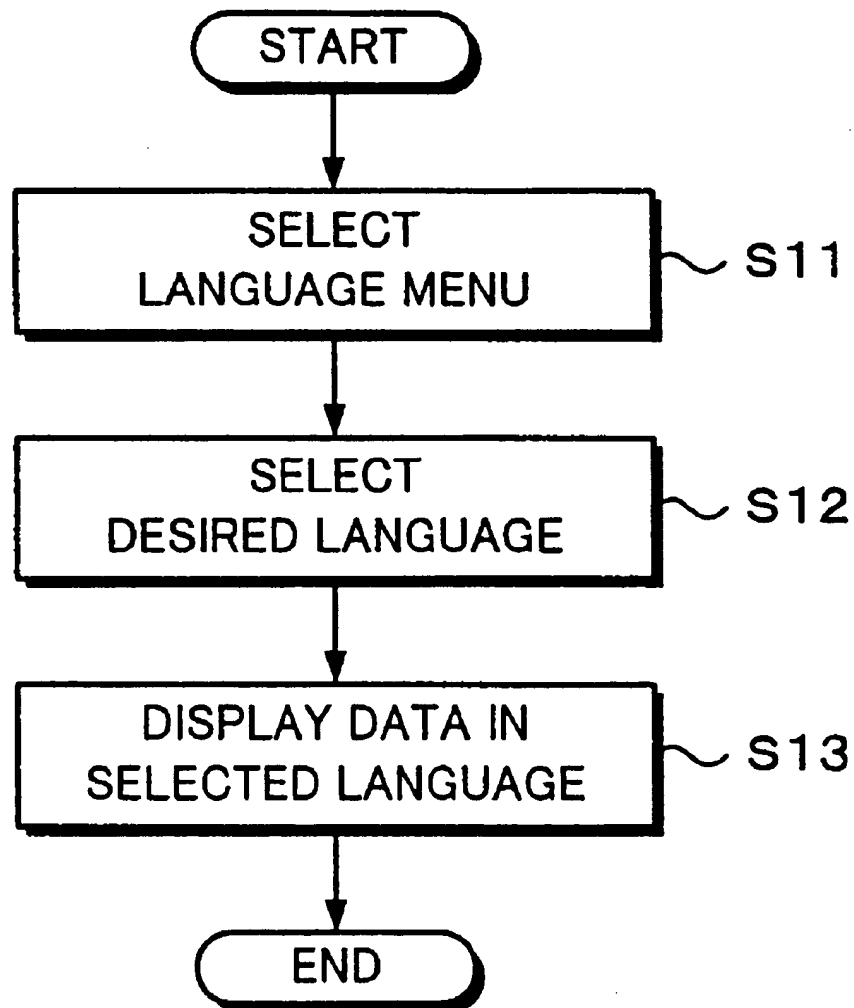 START
SELECT
LANGUAGE MENU
S11
SELECT
DESIRED LANGUAGE
S12
DISPLAY DATA IN
SELECTED LANGUAGE
S13
END